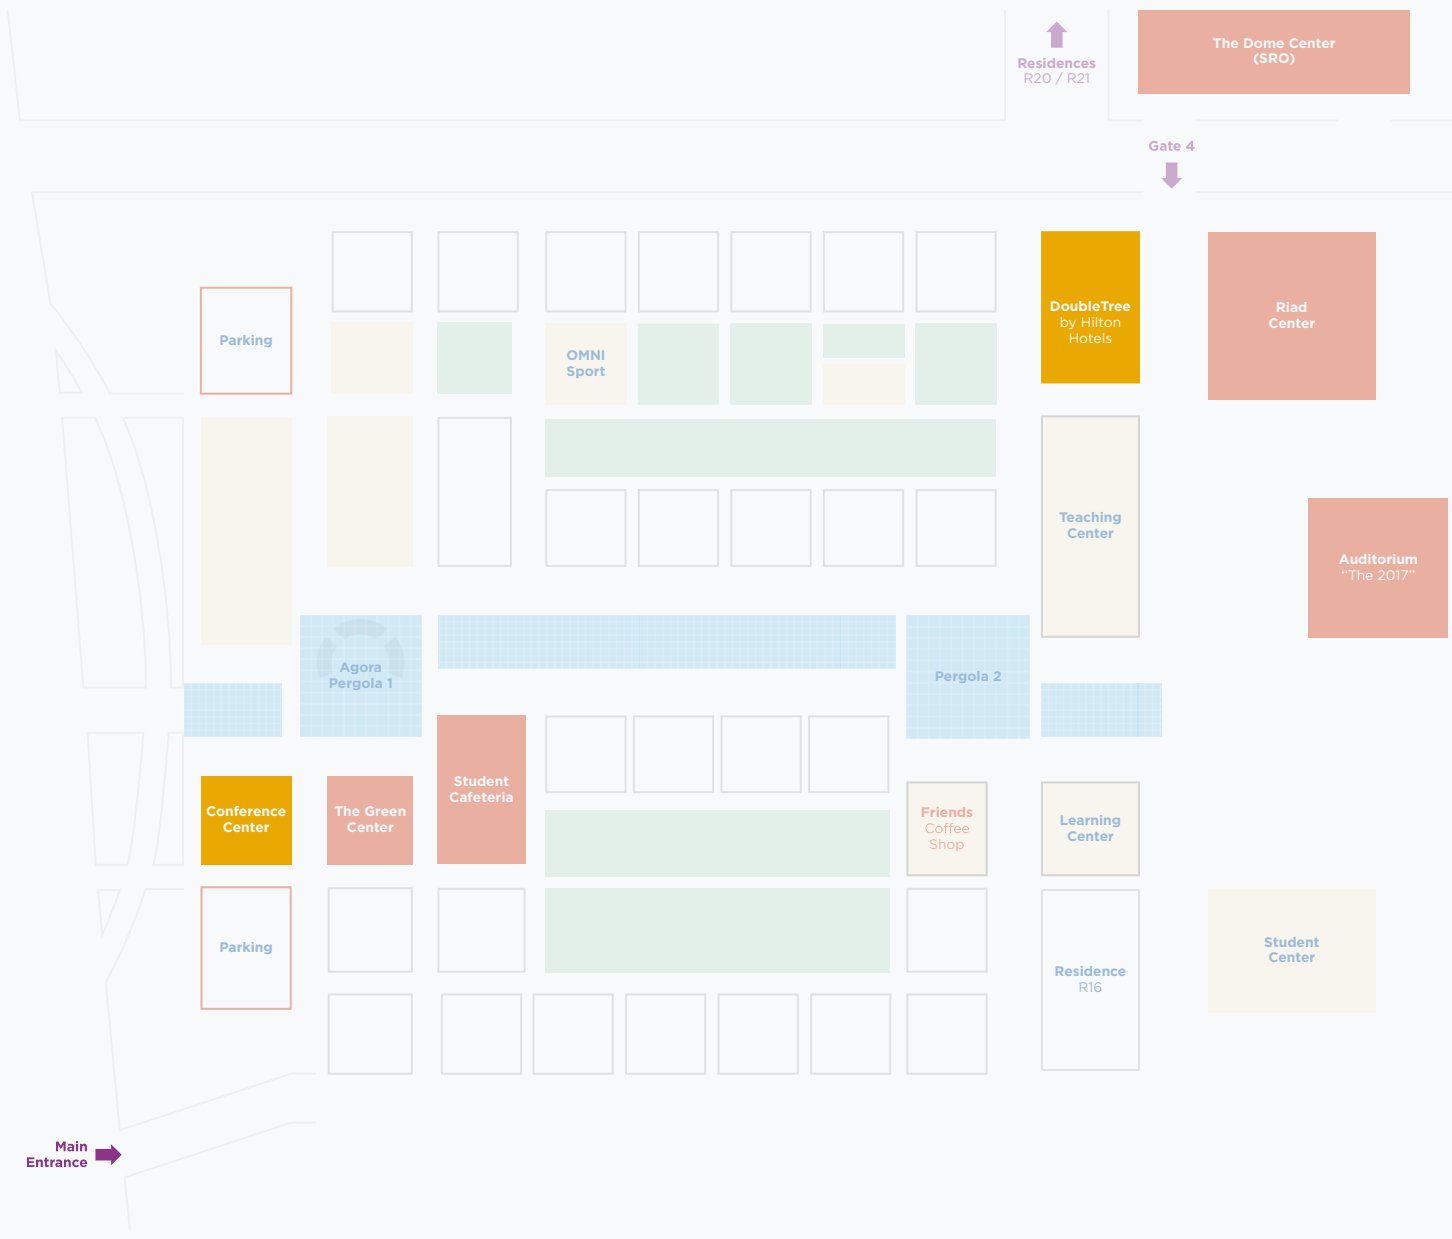 The Dome Center
(SRO)
Residences
R20 / R21
Gate 4
DoubleTree
by Hilton
Hotels
Riad
Center
Parking
OMNI
Sport
Teaching
Center
Auditorium
“The 2017”
Agora
Pergola 1
Pergola 2
Student
Cafeteria
Conference
Center
The Green
Center
Friends
Coffee
Shop
Learning
Center
Parking
Residence
R16
Student
Center
Main
Entrance